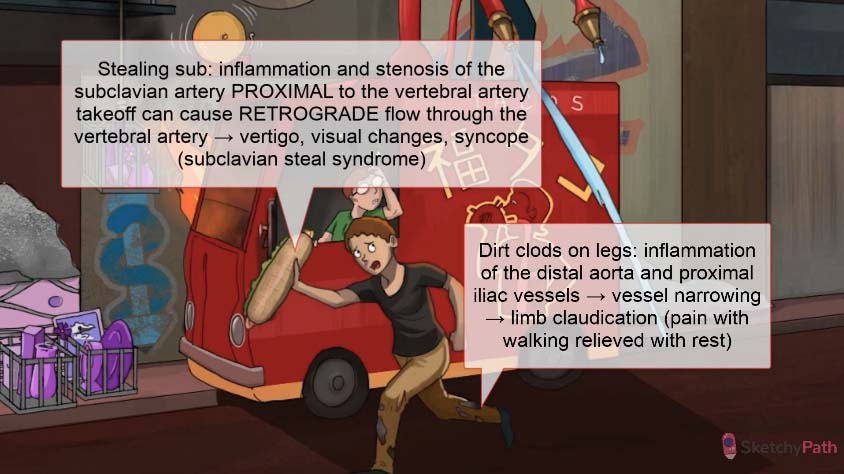 Stealing sub: inflammation and stenosis of the
subclavian artery PROXIMAL to the vertebral artery
takeoff can cause RETROGRADE flow through the
vertebral artery → vertigo, visual changes, syncope
(subclavian steal syndrome)
福
Dirt clods on legs: inflammation
of the distal aorta and proximal
iliac vessels → vessel narrowing
→ limb claudication (pain with
walking relieved with rest)
SketchyPath